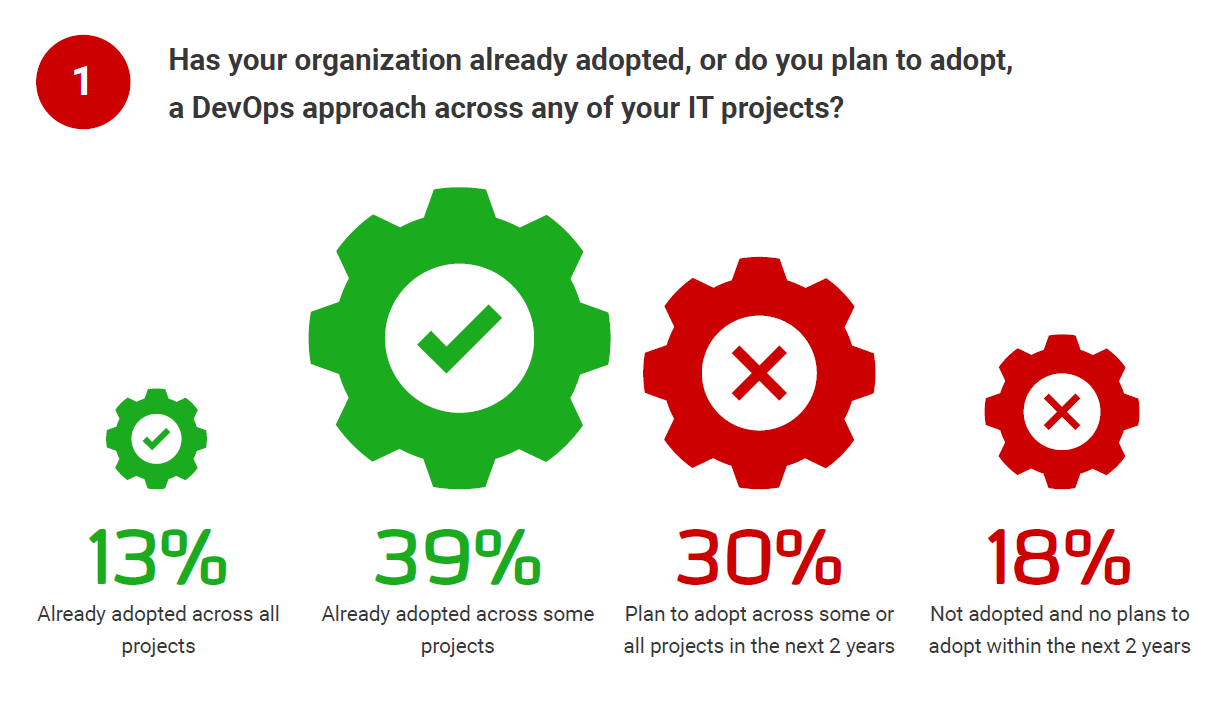 1
Has your organization already adopted, or do you plan to adopt,
a DevOps approach across any of your IT projects?
13%
Already adopted across all
projects
39%
Already adopted across some
projects
30%
Plan to adopt across some or
all projects in the next 2 years
18%
Not adopted and no plans to
adopt within the next 2 years